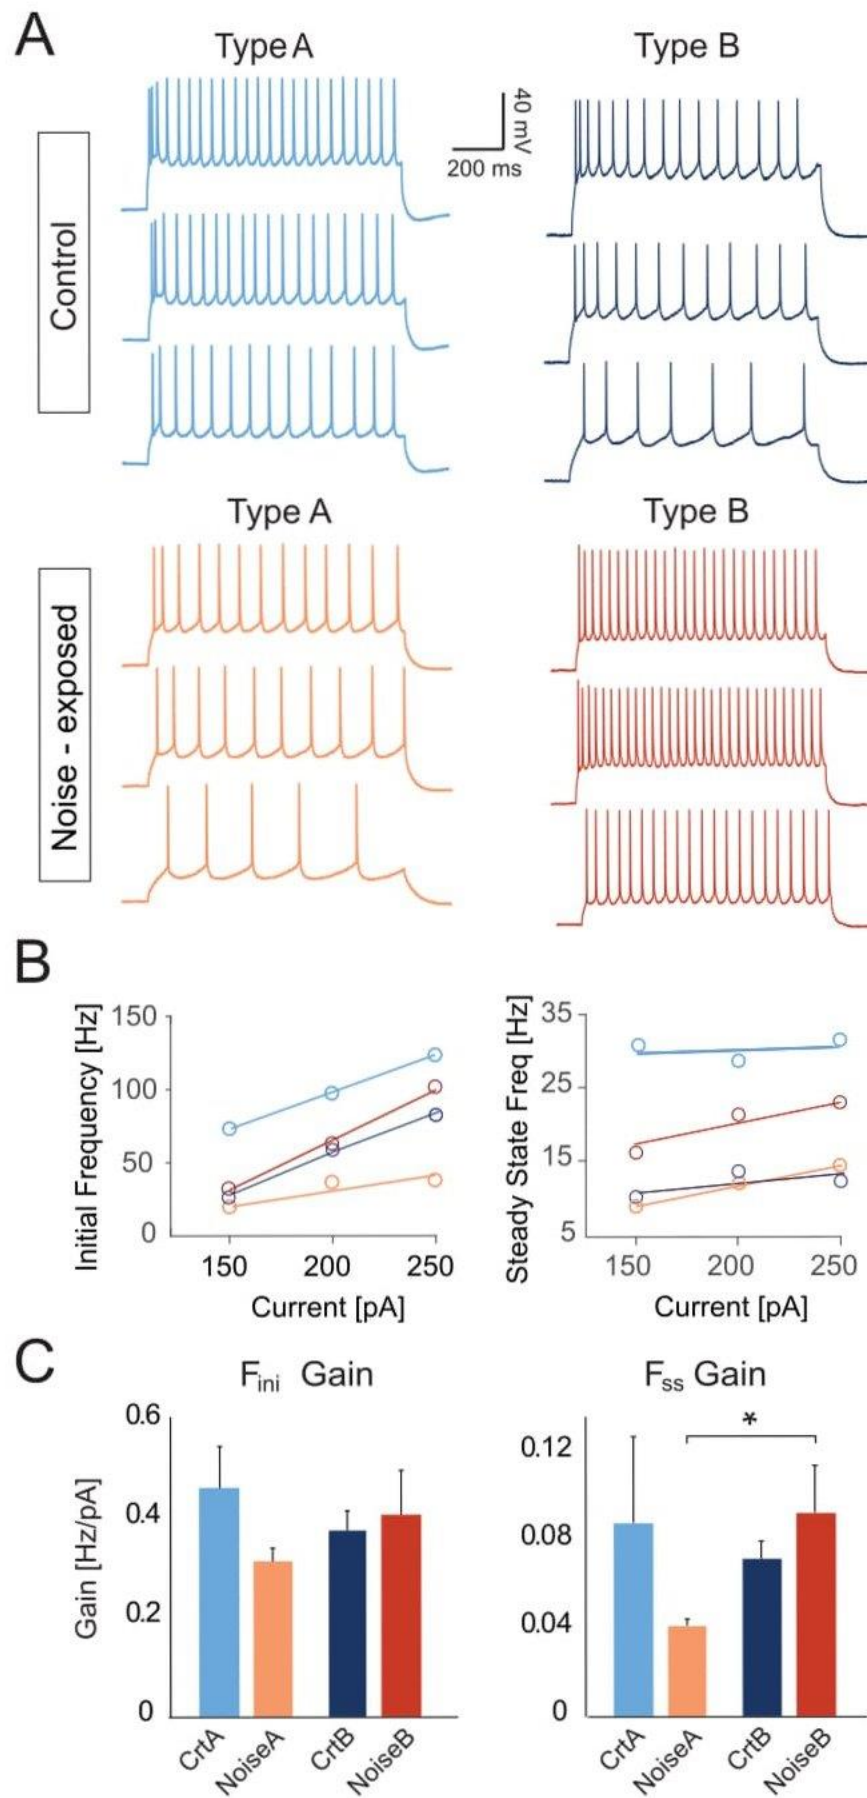 A
Type A
Type B
40 mV
200 ms
Control
Type A
Type B
Noise - exposed
B
Initial Frequency [Hz]
150
100
50
0
150 200 250
Current [pA]
Steady State Freq [Hz]
35
25
15
5
150 200 250
Current [pA]
C
Fini Gain
Gain [Hz/pA]
0.6
0.4
0.2
0
CrtA NoiseA CrtB NoiseB
Fss Gain
*
0.12
0.08
0.04
0
CrtA NoiseA CrtB NoiseB